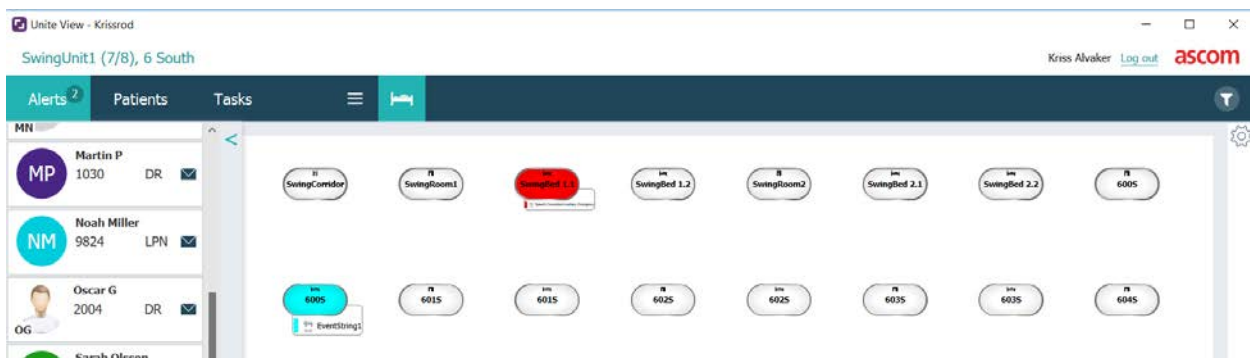 Unite View - Krissrod
SwingUnit1 (7/8), 6 South
Kriss Alvaker Log out ascom
Alerts 2 Patients Tasks
MN
Martin P
MP 1030 DR
Noah Miller
NM 9824 LPN
Oscar G
2004 DR
OG
Sarah Olsson
SwingCorridor SwingRoom1 SwingBed 1.1 SwingBed 1.2 SwingRoom2 SwingBed 2.1 SwingBed 2.2 600S
600S 601S 601S 602S 602S 603S 603S 604S
EventString1